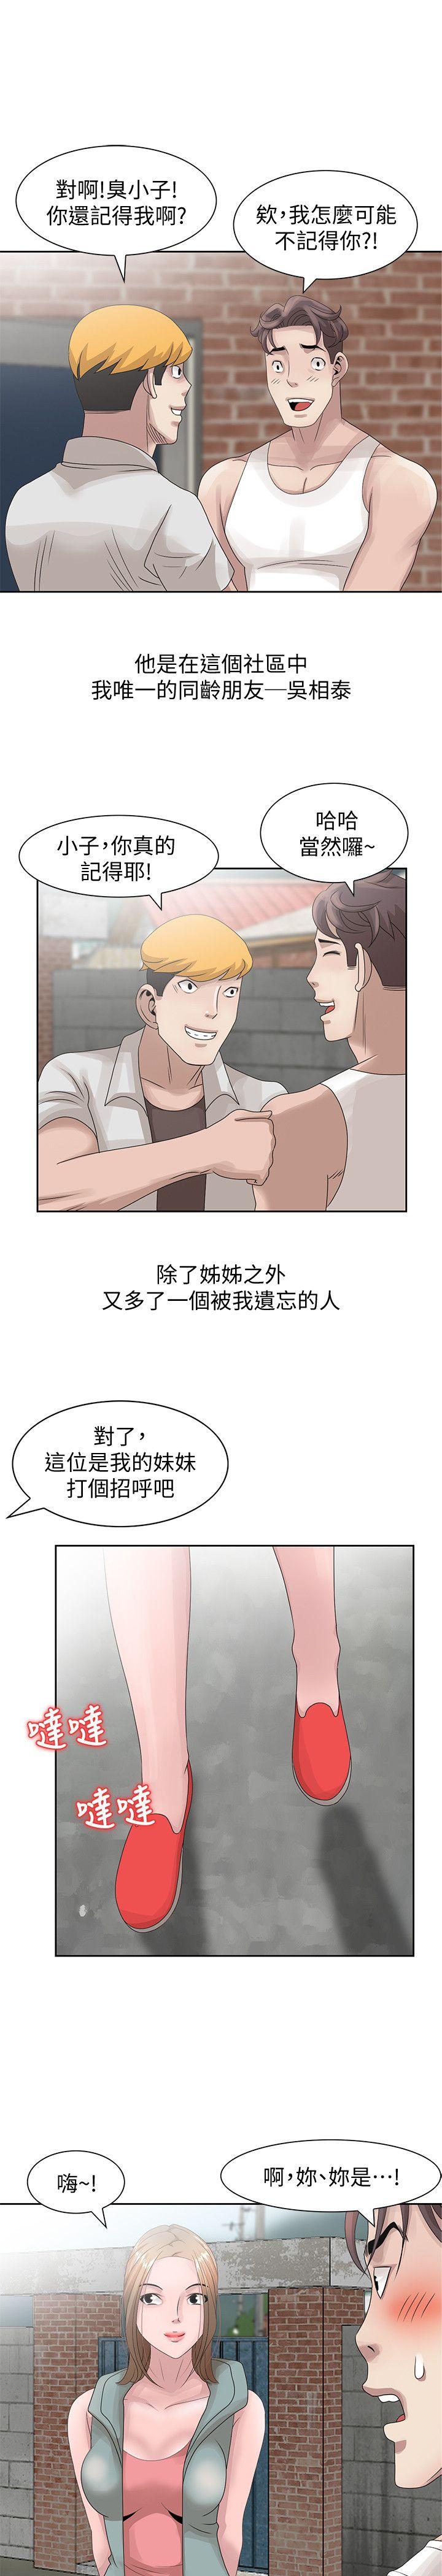 對啊!臭小子!
你還記得我啊?
欸,我怎麼可能
不記得你?!
他是在這個社區中
我唯一的同齡朋友─吳相泰
哈哈
當然囉~
小子,你真的
記得耶!
除了姊姊之外
又多了一個被我遺忘的人
對了,
這位是我的妹妹
打個招呼吧
噠噠
噠噠
嗨~!
啊,妳、妳是…!